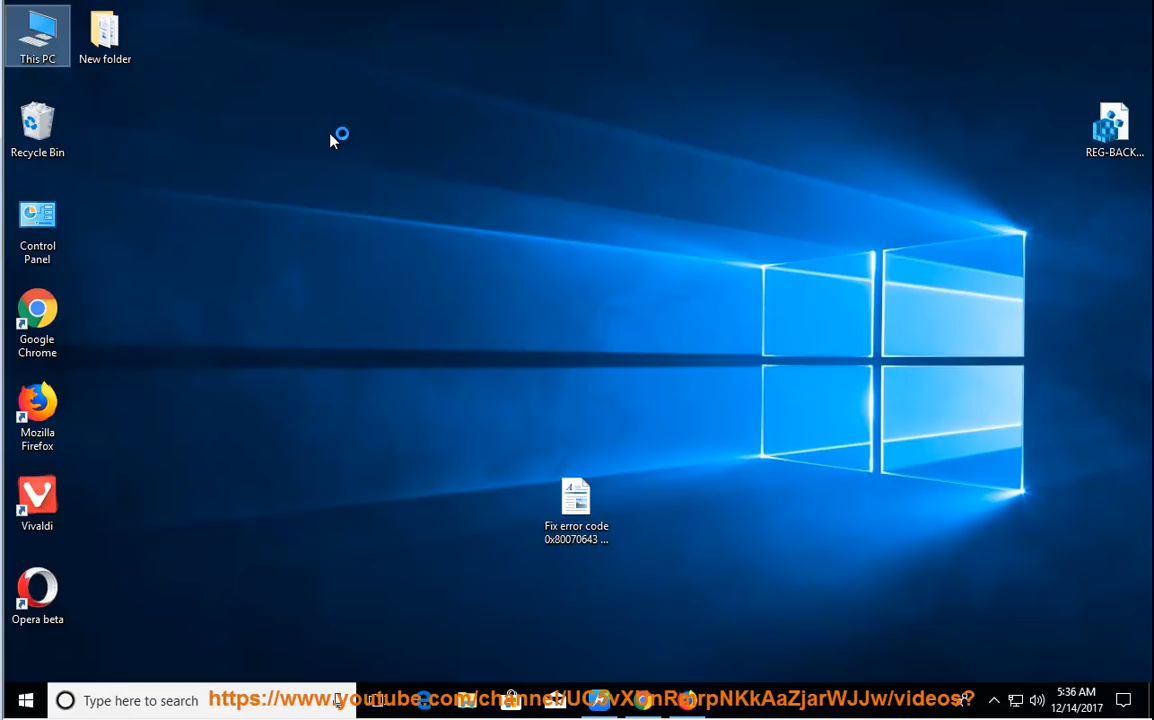 This PC
New folder
Recycle Bin
REG-BACK...
Control
Panel
Google
Chrome
Mozilla
Firefox
Vivaldi
Fix error code
0x80070643 ...
Opera beta
Type here to search
5:36 AM
12/14/2017